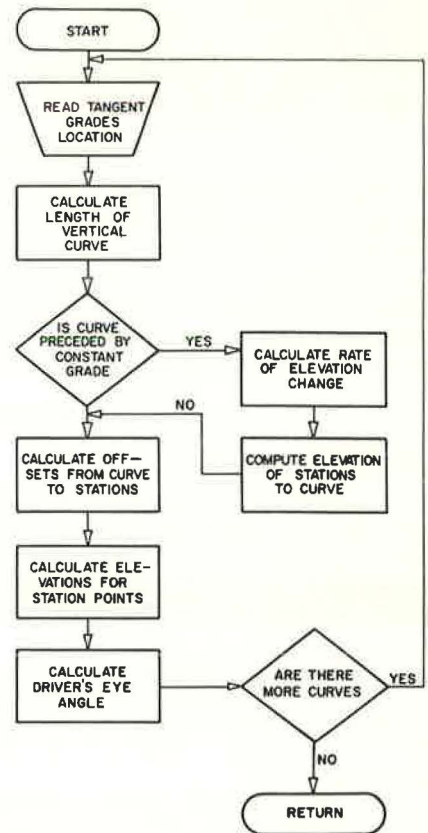 START
READ TANGENT
GRADES
LOCATION
CALCULATE
LENGTH OF
VERTICAL
CURVE
IS CURVE
PRECEDED BY
CONSTANT
GRADE
YES
CALCULATE RATE
OF ELEVATION
CHANGE
NO
COMPUTE ELEVATION
OF STATIONS
TO CURVE
CALCULATE OFF-
SETS FROM CURVE
TO STATIONS
CALCULATE ELE-
VATIONS FOR
STATION POINTS
CALCULATE
DRIVER'S EYE
ANGLE
ARE THERE
MORE CURVES
YES
NO
RETURN